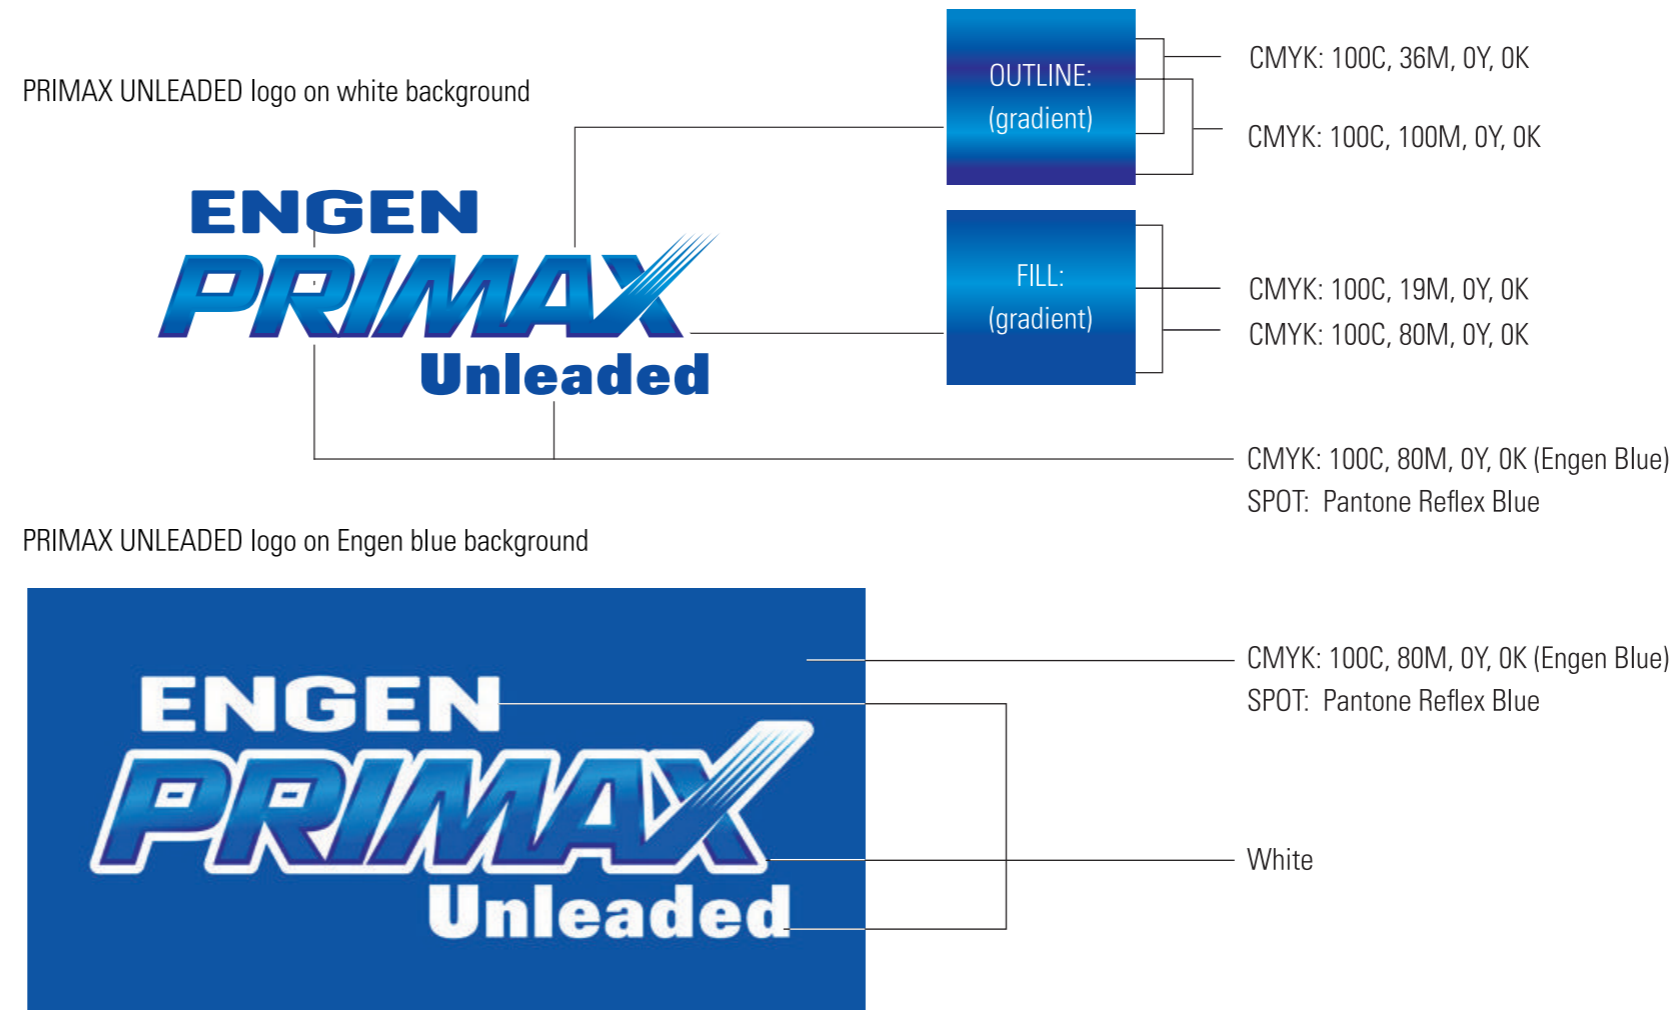 PRIMAX UNLEADED logo on white background
ENGEN
PRIMAX
Unleaded
OUTLINE:
(gradient)
CMYK: 100C, 36M, 0Y, 0K
CMYK: 100C, 100M, 0Y, 0K
FILL:
(gradient)
CMYK: 100C, 19M, 0Y, 0K
CMYK: 100C, 80M, 0Y, 0K
CMYK: 100C, 80M, 0Y, 0K (Engen Blue)
SPOT: Pantone Reflex Blue
PRIMAX UNLEADED logo on Engen blue background
ENGEN
PRIMAX
Unleaded
CMYK: 100C, 80M, 0Y, 0K (Engen Blue)
SPOT: Pantone Reflex Blue
White